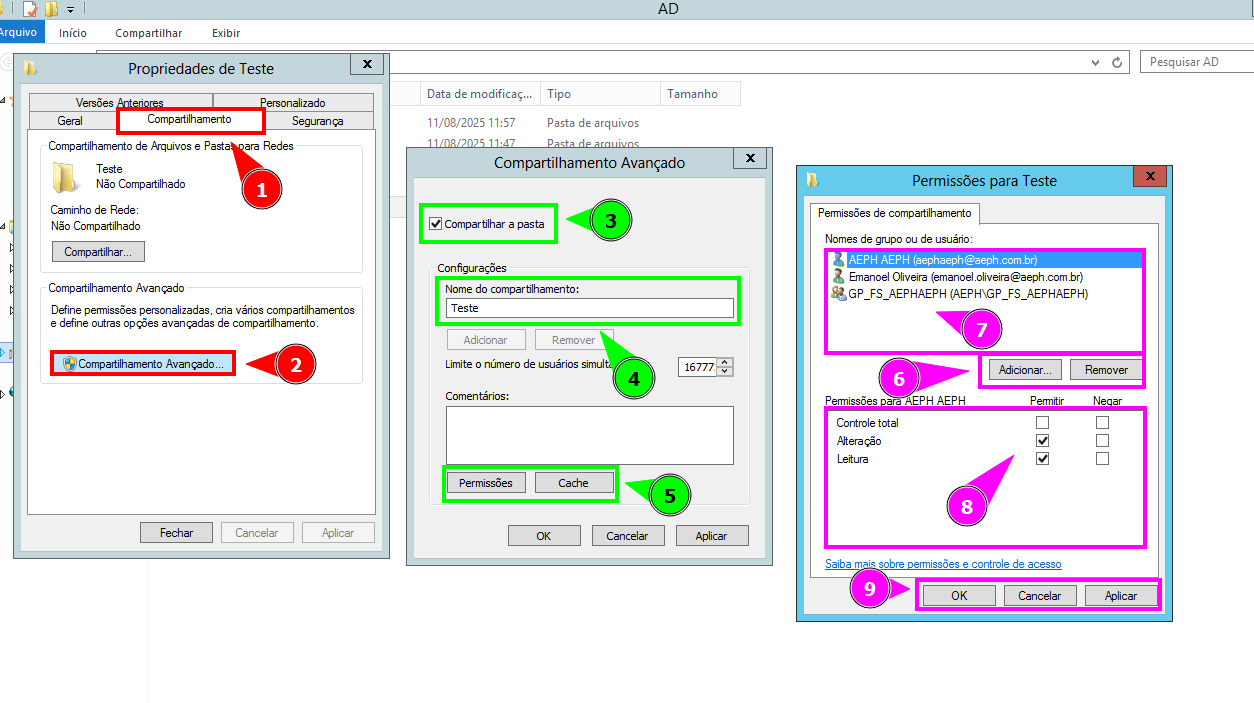 AD
Arquivo
Início
Compartilhar
Exibir
Pesquisar AD
Data de modificaç...
Tipo
Tamanho
11/08/2025 11:57
Pasta de arquivos
11/08/2025 11:47
Pasta de arquivos
Propriedades de Teste
x
Versões Anteriores
Personalizado
Geral
Compartilhamento
Segurança
Compartilhamento de Arquivos e Pastas para Redes
Teste
Não Compartilhado
1
Caminho de Rede:
Não Compartilhado
Compartilhar...
Compartilhamento Avançado
Define permissões personalizadas, cria vários compartilhamentos
e define outras opções avançadas de compartilhamento.
Compartilhamento Avançado...
2
Fechar
Cancelar
Aplicar
Compartilhamento Avançado
x
Compartilhar a pasta
3
Configurações
Nome do compartilhamento:
Teste
Adicionar
Remover
Limite o número de usuários simulta
16777
4
Comentários:
Permissões
Cache
5
OK
Cancelar
Aplicar
Permissões para Teste
x
Permissões de compartilhamento
Nomes de grupo ou de usuário:
AEPH AEPH (aephaeph@aeph.com.br)
Emanoel Oliveira (emanoel.oliveira@aeph.com.br)
GP_FS_AEPHAEPH (AEPH\GP_FS_AEPHAEPH)
7
6
Adicionar...
Remover
Permissões para AEPH AEPH
Permitir
Negar
Controle total
Alteração
Leitura
8
Saiba mais sobre permissões e controle de acesso
9
OK
Cancelar
Aplicar